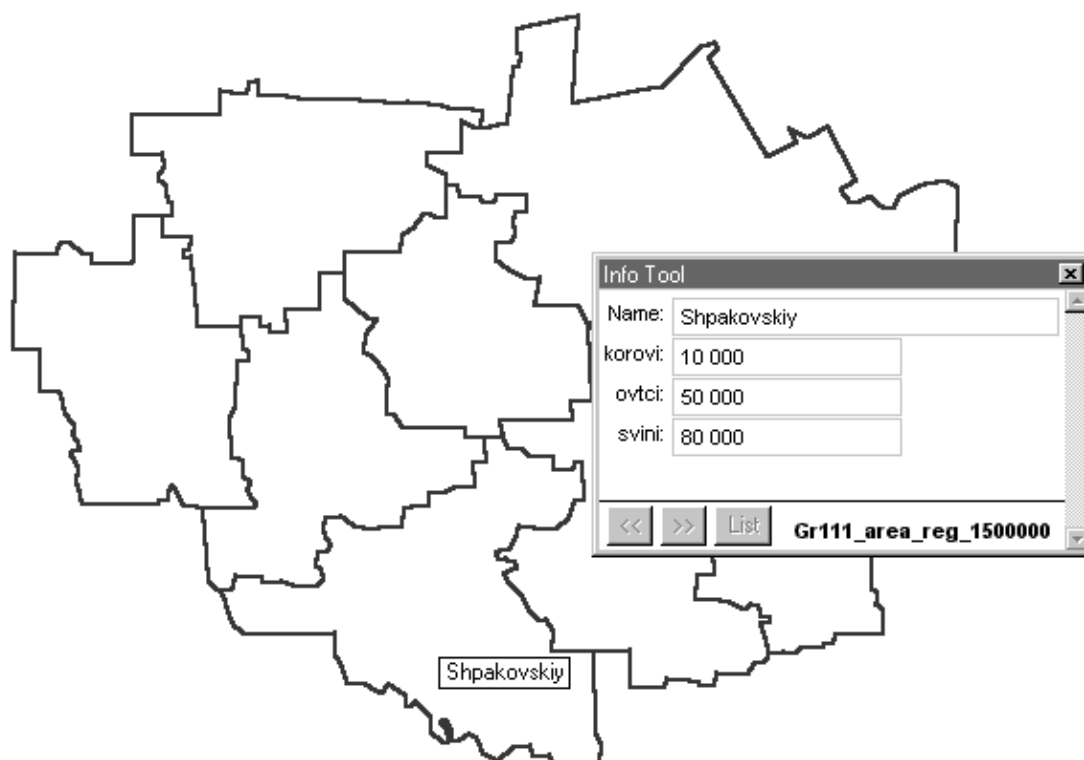 Info Tool
Name: Shpakovskiy
korovi: 10 000
ovtci: 50 000
svini: 80 000
<< >> List Gr111_area_reg_1500000
Shpakovskiy